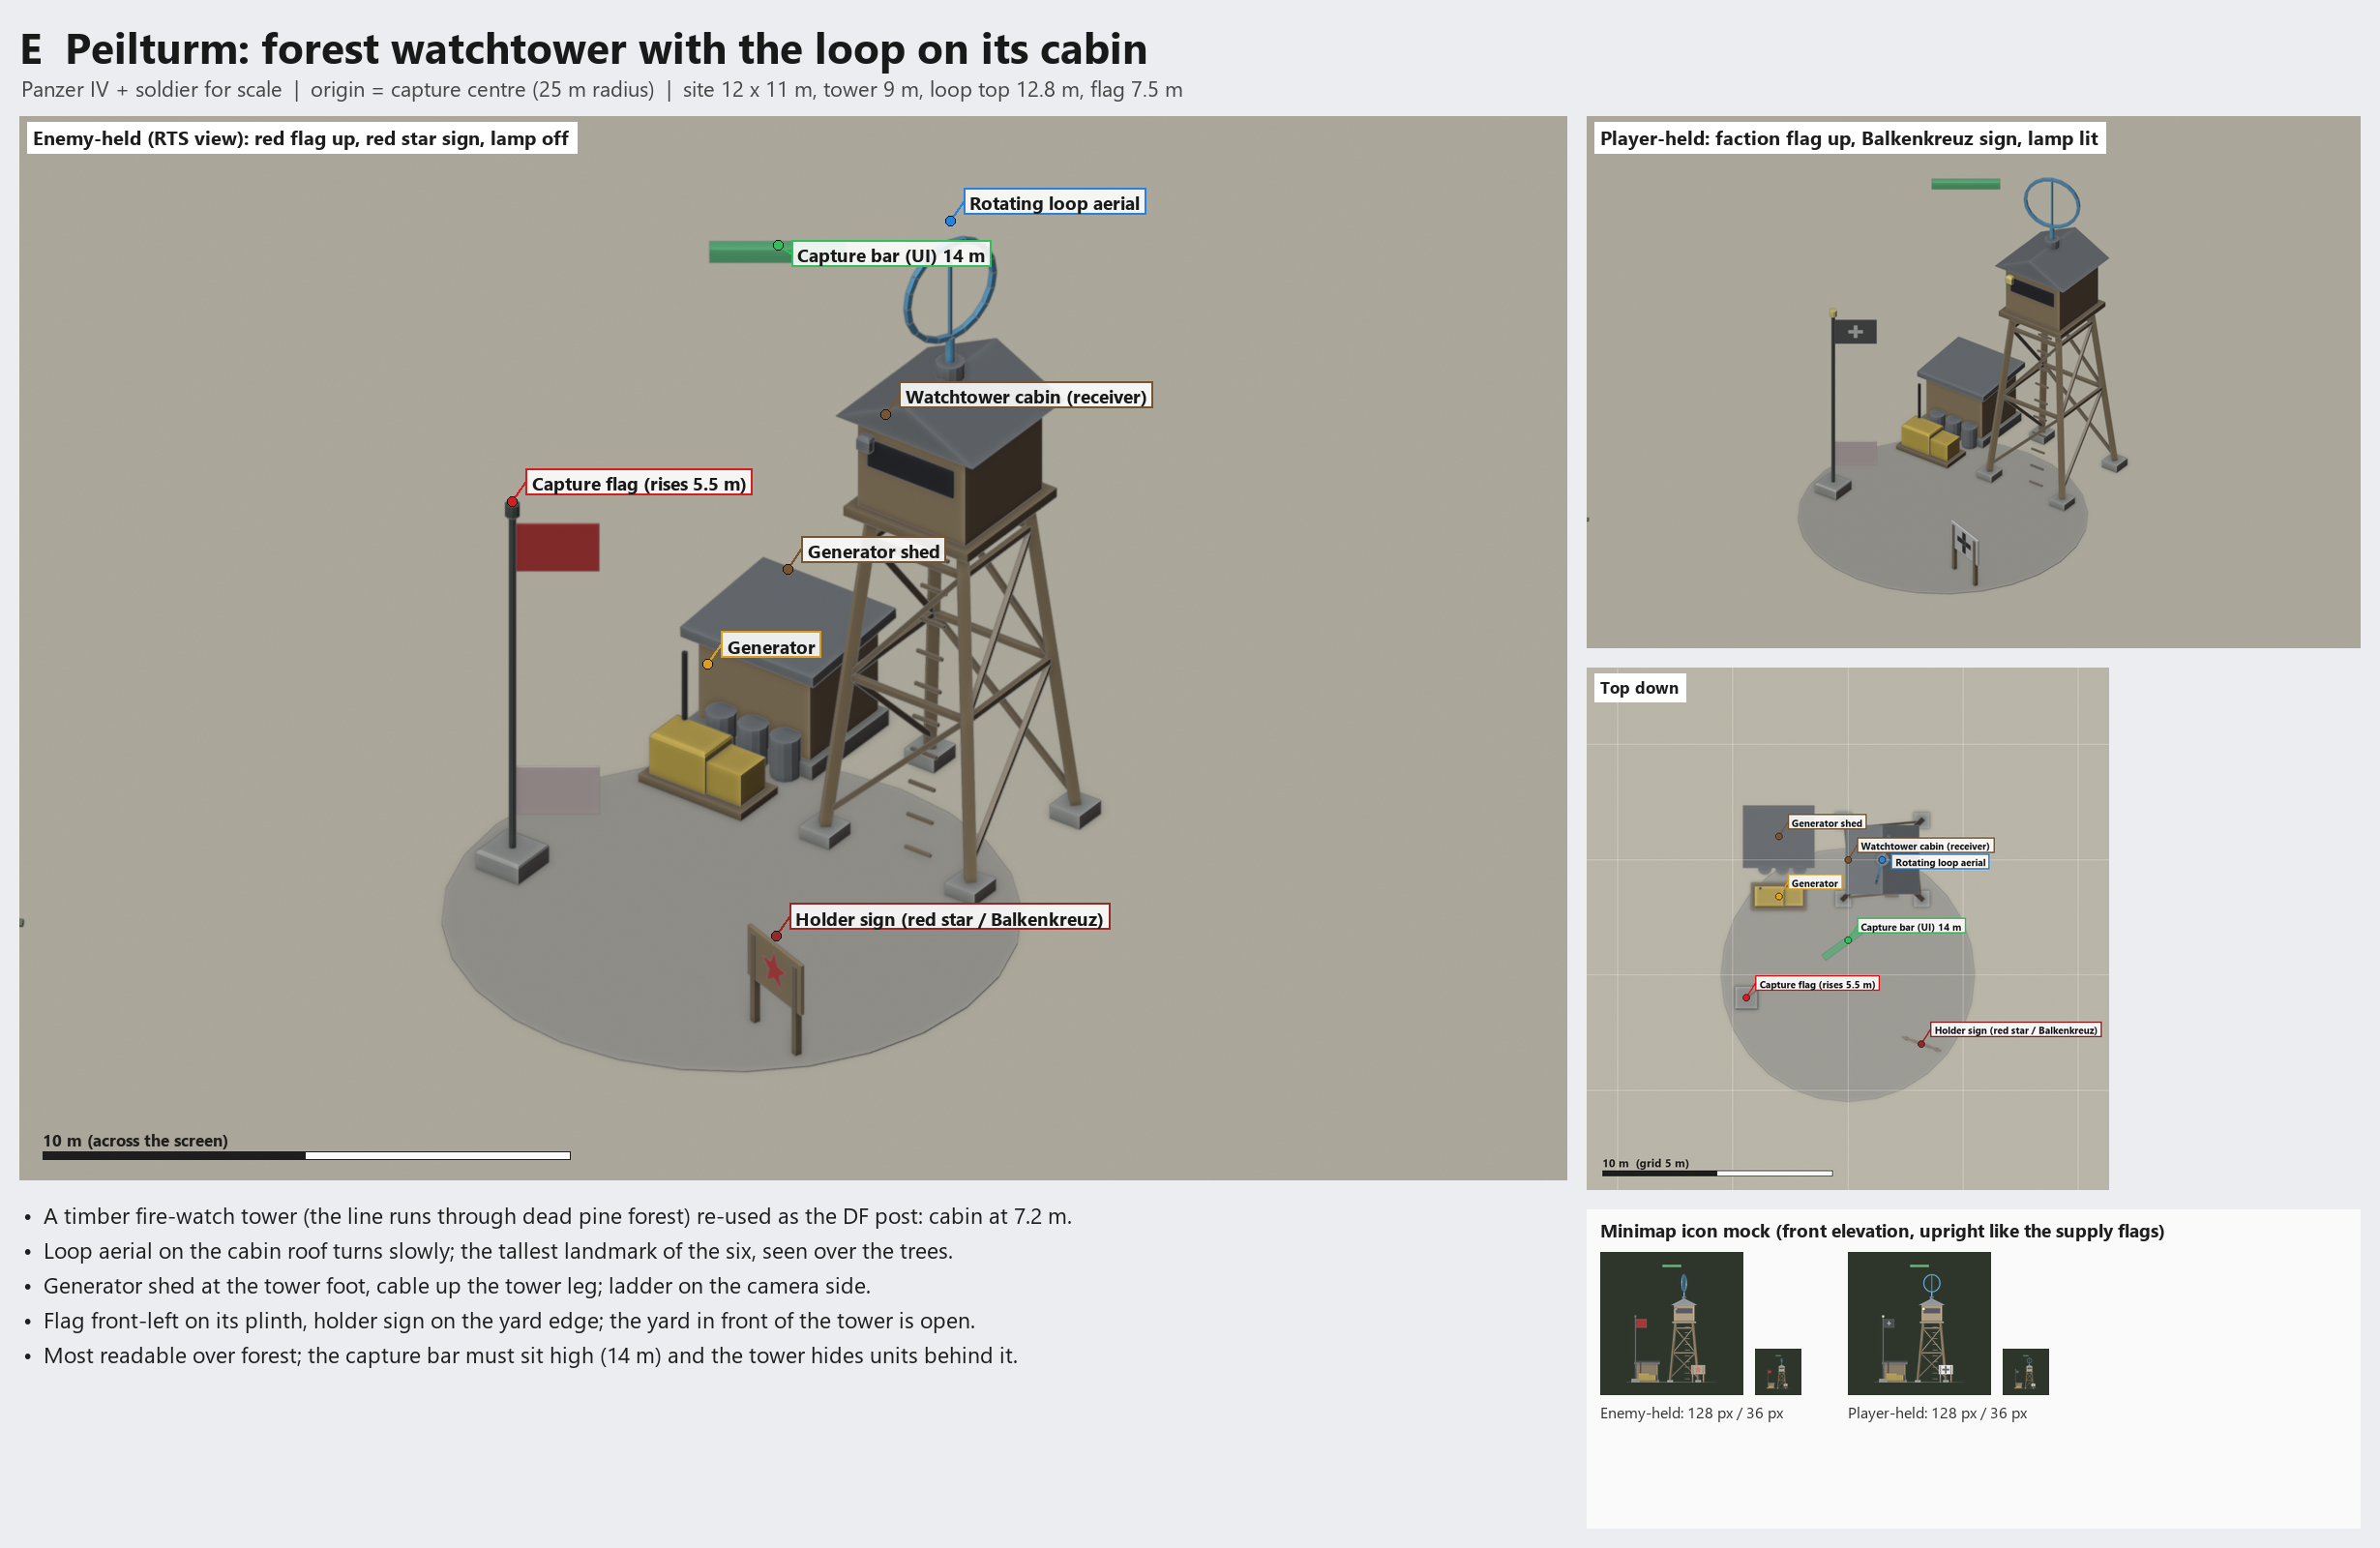 E Peilturm: forest watchtower with the loop on its cabin
Panzer IV + soldier for scale | origin = capture centre (25 m radius) | site 12 x 11 m, tower 9 m, loop top 12.8 m, flag 7.5 m
Enemy-held (RTS view): red flag up, red star sign, lamp off
Rotating loop aerial
Capture bar (UI) 14 m
Watchtower cabin (receiver)
Capture flag (rises 5.5 m)
Generator shed
Generator
Holder sign (red star / Balkenkreuz)
10 m (across the screen)
Player-held: faction flag up, Balkenkreuz sign, lamp lit
Top down
Generator shed
Watchtower cabin (receiver)
Rotating loop aerial
Generator
Capture bar (UI) 14 m
Capture flag (rises 5.5 m)
Holder sign (red star / Balkenkreuz)
10 m (grid 5 m)
• A timber fire-watch tower (the line runs through dead pine forest) re-used as the DF post: cabin at 7.2 m.
• Loop aerial on the cabin roof turns slowly; the tallest landmark of the six, seen over the trees.
• Generator shed at the tower foot, cable up the tower leg; ladder on the camera side.
• Flag front-left on its plinth, holder sign on the yard edge; the yard in front of the tower is open.
• Most readable over forest; the capture bar must sit high (14 m) and the tower hides units behind it.
Minimap icon mock (front elevation, upright like the supply flags)
Enemy-held: 128 px / 36 px
Player-held: 128 px / 36 px